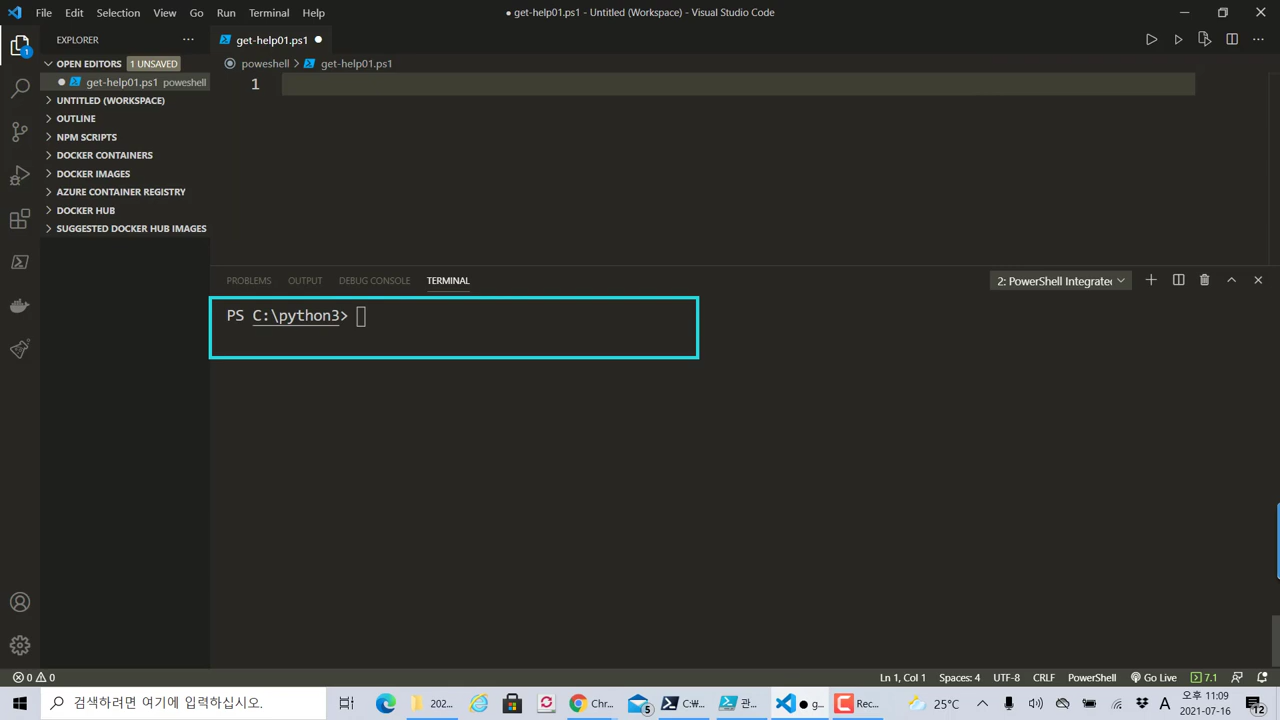 File Edit Selection View Go Run Terminal Help
● get-help01.ps1 - Untitled (Workspace) - Visual Studio Code
EXPLORER
get-help01.ps1
OPEN EDITORS 1 UNSAVED
get-help01.ps1 poweshell
UNTITLED (WORKSPACE)
OUTLINE
NPM SCRIPTS
DOCKER CONTAINERS
DOCKER IMAGES
AZURE CONTAINER REGISTRY
DOCKER HUB
SUGGESTED DOCKER HUB IMAGES
1
poweshell > get-help01.ps1
1
PROBLEMS OUTPUT DEBUG CONSOLE TERMINAL
2: PowerShell Integrated
PS C:\python3>
0 0
Ln 1, Col 1 Spaces: 4 UTF-8 CRLF PowerShell Go Live 7.1
검색하려면 여기에 입력하십시오.
202...
Chr...
5
C:₩...
관...
● g...
Rec...
25℃
A
오후 11:09
2021-07-16
12